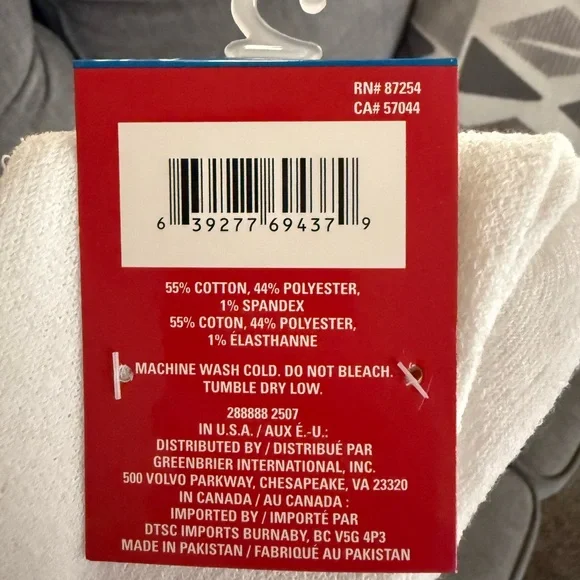 RN# 87254
CA# 57044
6 39277 69437 9
55% COTTON, 44% POLYESTER,
1% SPANDEX
55% COTON, 44% POLYESTER,
1% ÉLASTHANNE
MACHINE WASH COLD. DO NOT BLEACH.
TUMBLE DRY LOW.
288888 2507
IN U.S.A. / AUX É.-U.:
DISTRIBUTED BY / DISTRIBUÉ PAR
GREENBRIER INTERNATIONAL, INC.
500 VOLVO PARKWAY, CHESAPEAKE, VA 23320
IN CANADA / AU CANADA :
IMPORTED BY / IMPORTÉ PAR
DTSC IMPORTS BURNABY, BC V5G 4P3
MADE IN PAKISTAN / FABRIQUÉ AU PAKISTAN